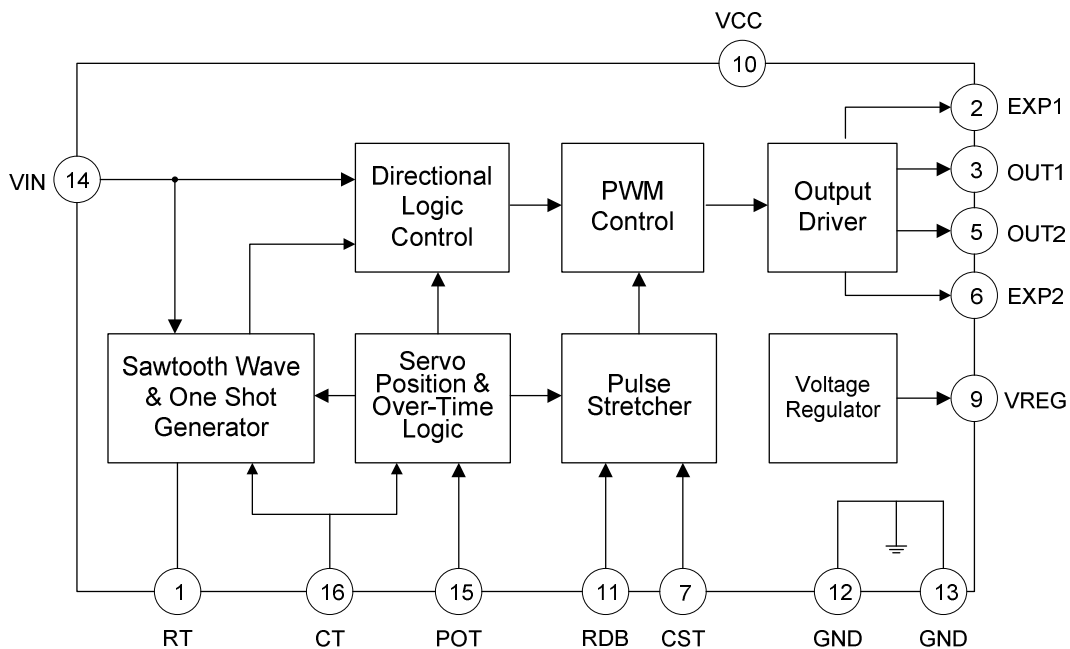 VCC
10
2 EXP1
14 VIN
Directional
Logic
Control
PWM
Control
Output
Driver
3 OUT1
5 OUT2
6 EXP2
Sawtooth Wave
& One Shot
Generator
Servo
Position &
Over-Time
Logic
Pulse
Stretcher
Voltage
Regulator
9 VREG
1
16
15
11
7
12
13
RT
CT
POT
RDB
CST
GND
GND